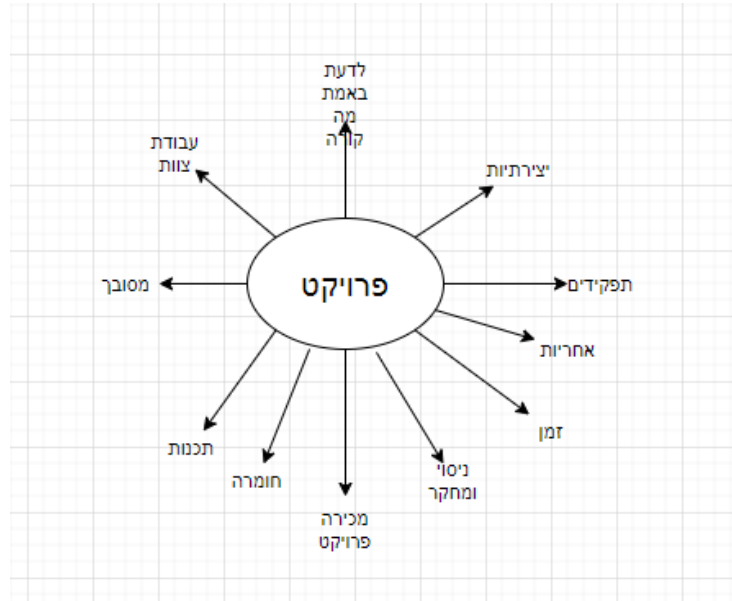 לדעת
באמת
מה
קורה
עבודת
צוות
יצירתיות
מסובך
פרויקט
תפקידים
אחריות
זמן
תכנות
חומרה
ניסוי
ומחקר
מכירה
פרויקט